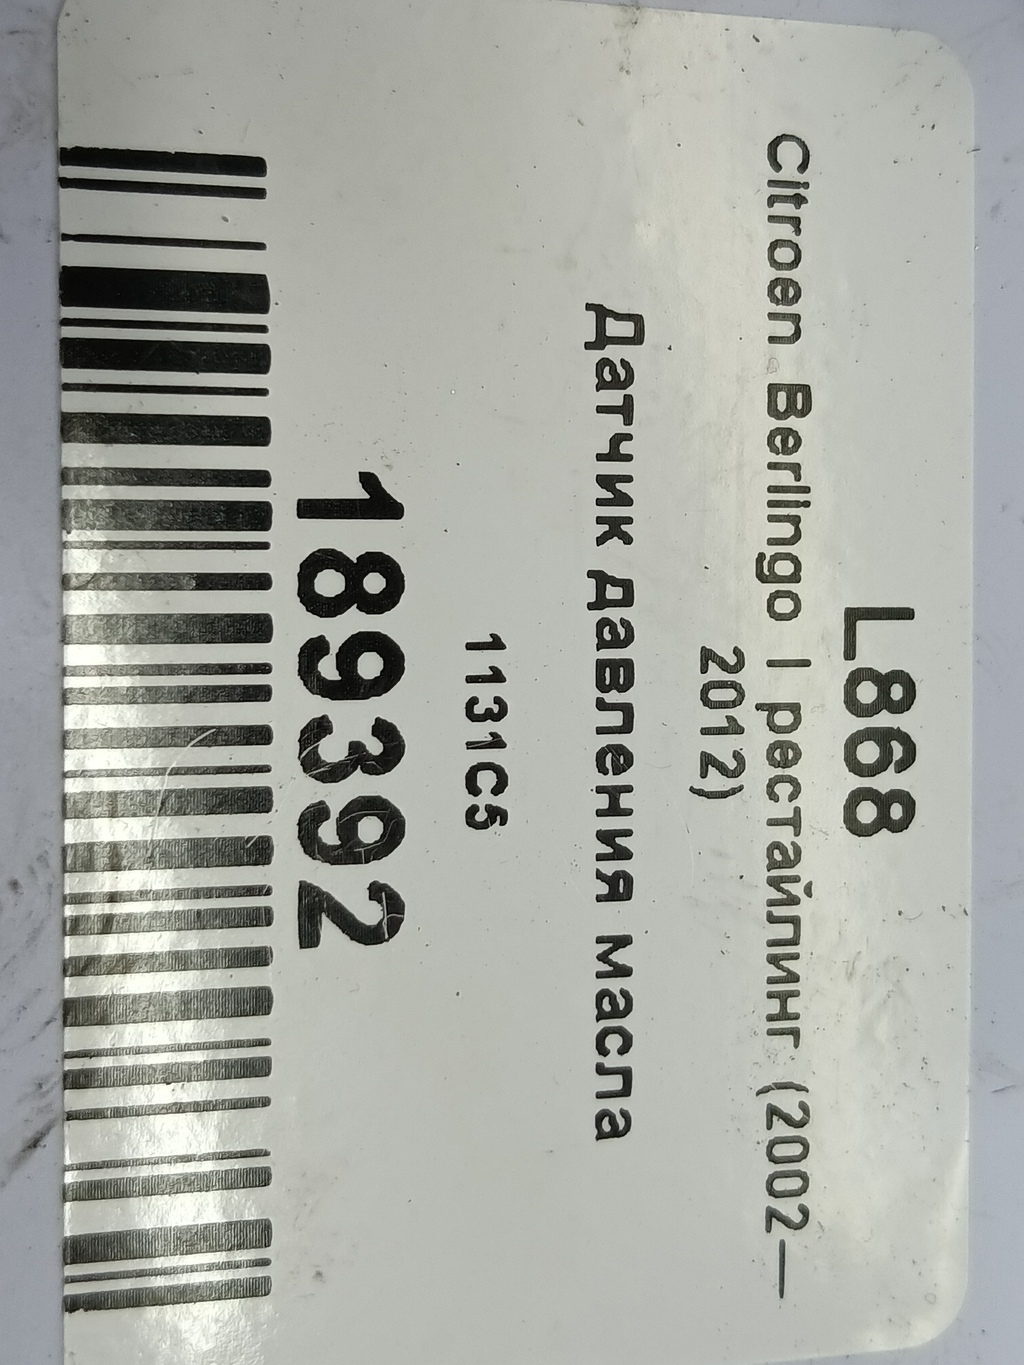 L868
Citroen Berlingo I рестайлинг (2002—
2012)
Датчик давления масла
1131C5
189392